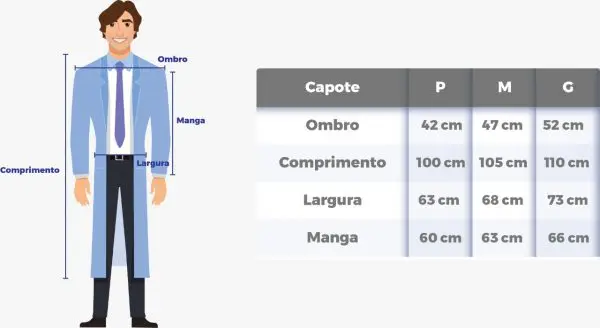 Ombro
Manga
Largura
Comprimento
Capote P M G
Ombro 42 cm 47 cm 52 cm
Comprimento 100 cm 105 cm 110 cm
Largura 63 cm 68 cm 73 cm
Manga 60 cm 63 cm 66 cm